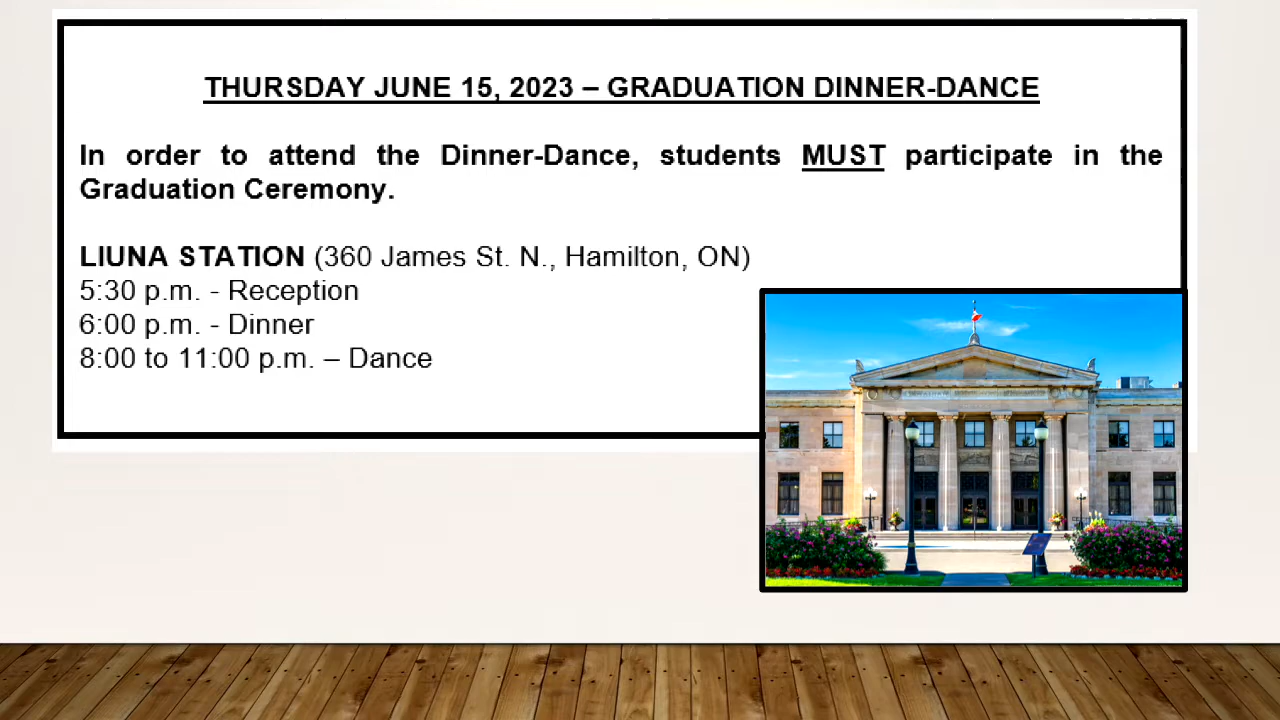 THURSDAY JUNE 15, 2023 – GRADUATION DINNER-DANCE
In order to attend the Dinner-Dance, students MUST participate in the
Graduation Ceremony.
LIUNA STATION (360 James St. N., Hamilton, ON)
5:30 p.m. - Reception
6:00 p.m. - Dinner
8:00 to 11:00 p.m. – Dance